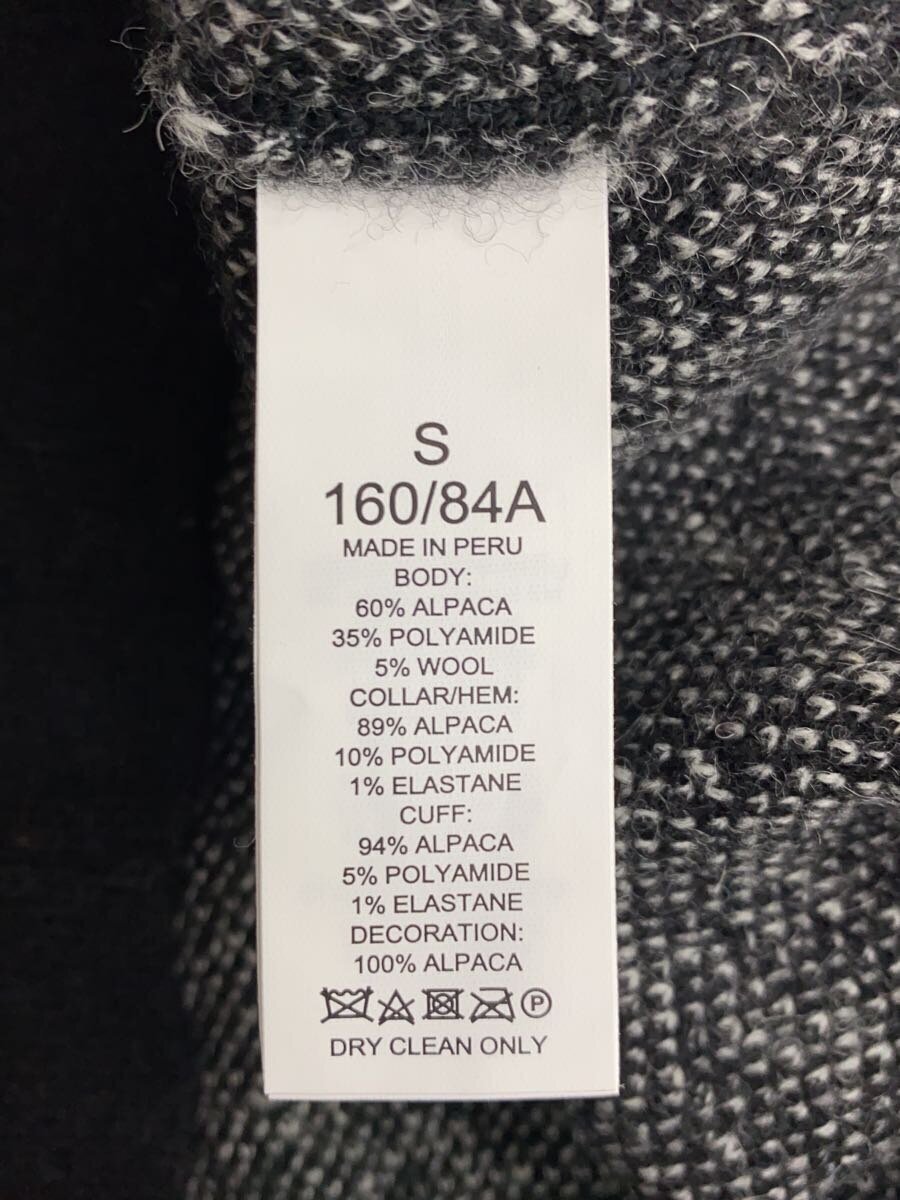 S
160/84A
MADE IN PERU
BODY:
60% ALPACA
35% POLYAMIDE
5% WOOL
COLLAR/HEM:
89% ALPACA
10% POLYAMIDE
1% ELASTANE
CUFF:
94% ALPACA
5% POLYAMIDE
1% ELASTANE
DECORATION:
100% ALPACA
P
DRY CLEAN ONLY